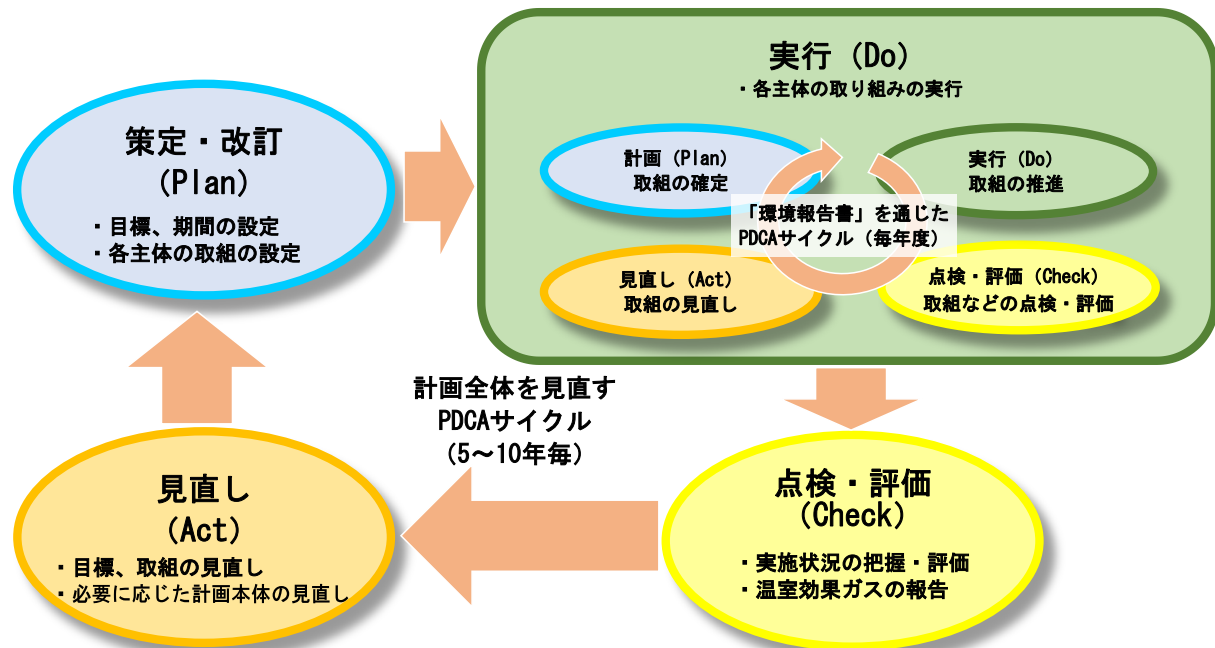 策定・改訂
(Plan)
・目標、期間の設定
・各主体の取組の設定
実行（Do）
・各主体の取り組みの実行
計画（Plan）
取組の確定
実行（Do）
取組の推進
「環境報告書」を通じた
PDCAサイクル（毎年度）
見直し（Act）
取組の見直し
点検・評価（Check）
取組などの点検・評価
計画全体を見直す
PDCAサイクル
（5～10年毎）
点検・評価
(Check)
・実施状況の把握・評価
・温室効果ガスの報告
見直し
(Act)
・目標、取組の見直し
・必要に応じた計画本体の見直し